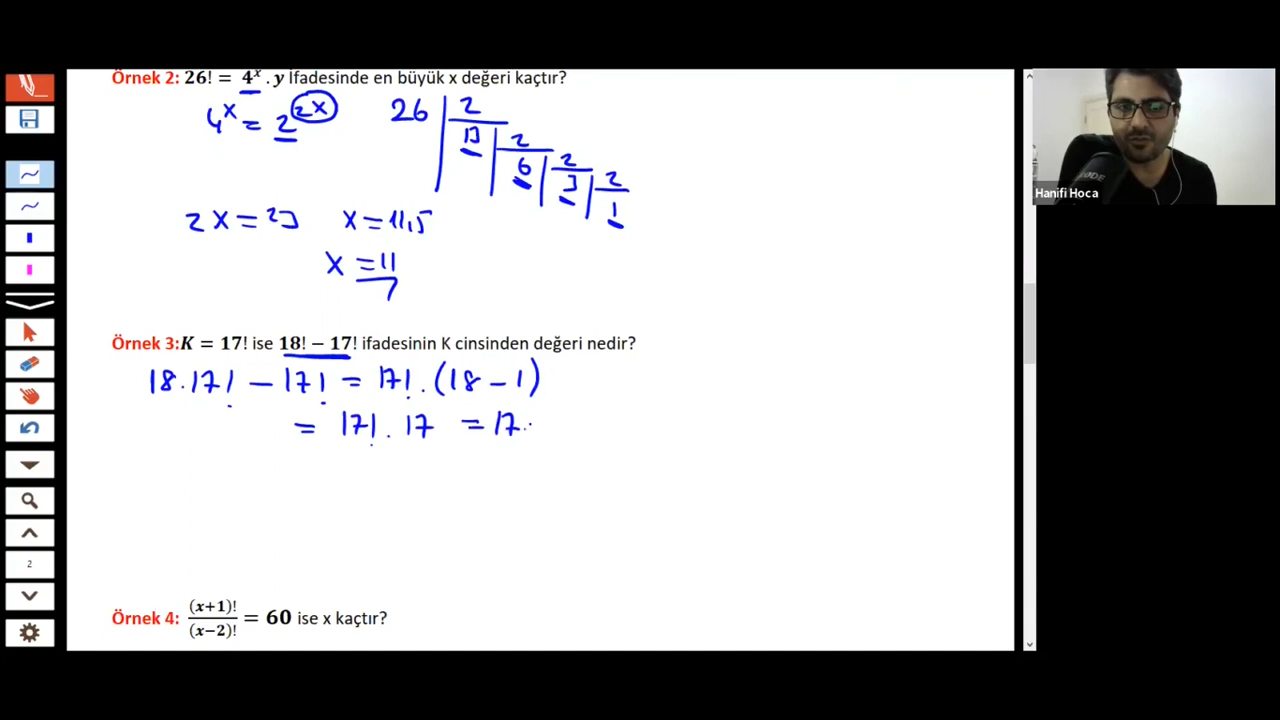 Örnek 2: 26! = 4ˣ . y İfadesinde en büyük x değeri kaçtır?
4ˣ = 2²ˣ
26 | 2
13 | 2
6 | 2
3 | 2
1
2x = 23 x = 11,5
x = 11
Örnek 3:K = 17! ise 18! − 17! ifadesinin K cinsinden değeri nedir?
18.17! − 17! = 17! . (18 − 1)
= 17! . 17 = 17.
Örnek 4: (x+1)!/(x−2)! = 60 ise x kaçtır?
Hanifi Hoca
2